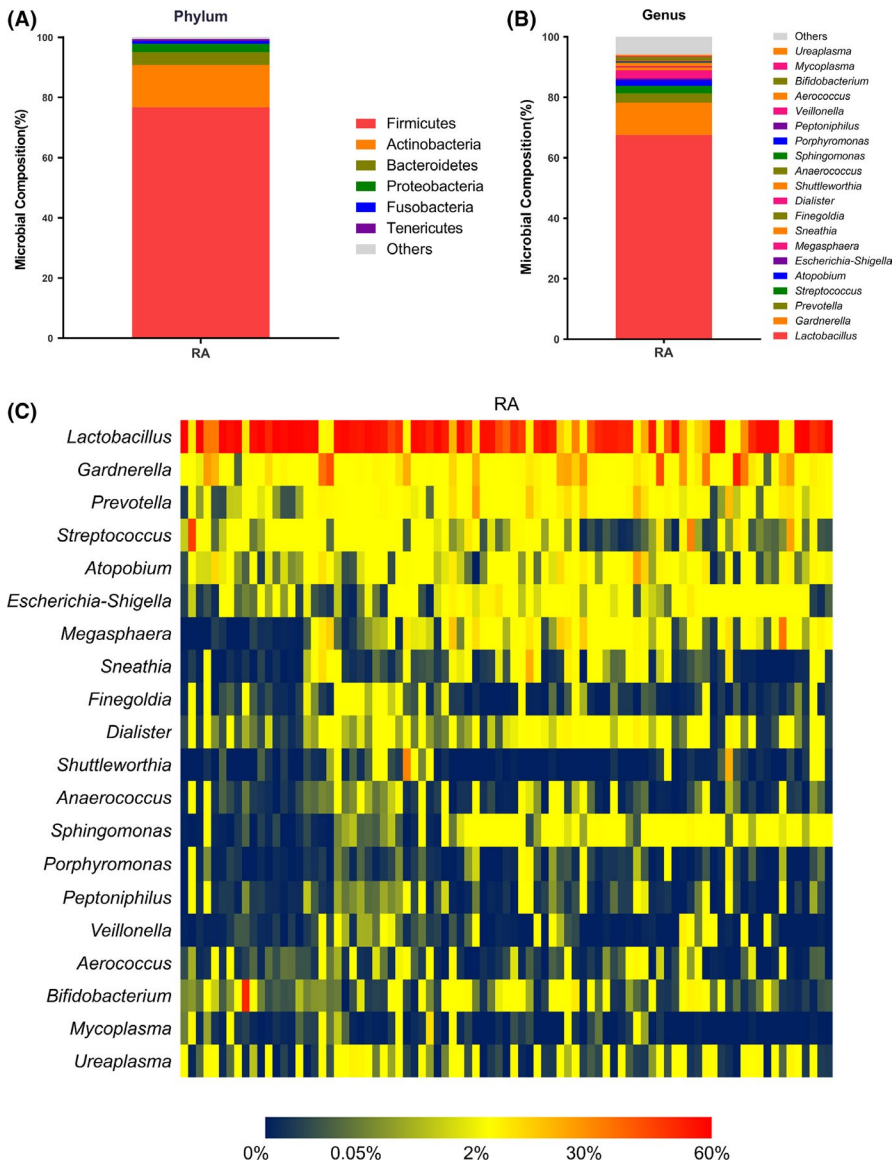 (A)
Phylum
Microbial Composition(%)
100
80
60
40
20
0
RA
Firmicutes
Actinobacteria
Bacteroidetes
Proteobacteria
Fusobacteria
Tenericutes
Others
(B)
Genus
Microbial Composition(%)
100
80
60
40
20
0
RA
Others
Ureaplasma
Mycoplasma
Bifidobacterium
Aerococcus
Veillonella
Peptoniphilus
Porphyromonas
Sphingomonas
Anaerococcus
Shuttleworthia
Dialister
Finegoldia
Sneathia
Megasphaera
Escherichia-Shigella
Atopobium
Streptococcus
Prevotella
Gardnerella
Lactobacillus
(C)
RA
Lactobacillus
Gardnerella
Prevotella
Streptococcus
Atopobium
Escherichia-Shigella
Megasphaera
Sneathia
Finegoldia
Dialister
Shuttleworthia
Anaerococcus
Sphingomonas
Porphyromonas
Peptoniphilus
Veillonella
Aerococcus
Bifidobacterium
Mycoplasma
Ureaplasma
0% 0.05% 2% 30% 60%